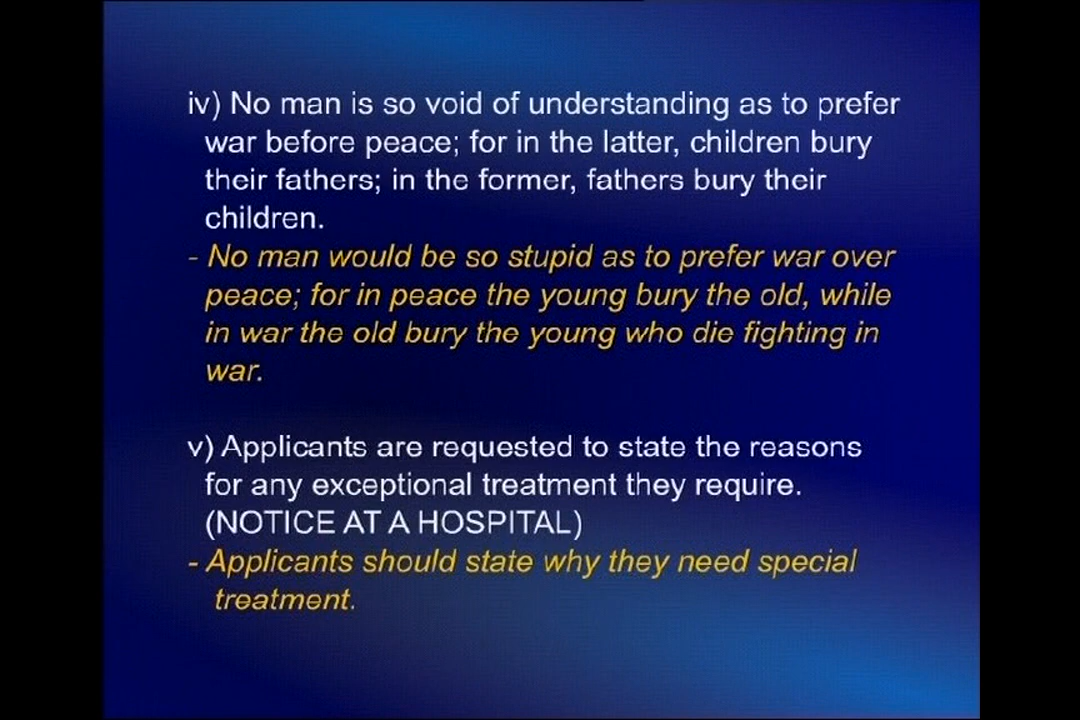 iv) No man is so void of understanding as to prefer
war before peace; for in the latter, children bury
their fathers; in the former, fathers bury their
children.
- No man would be so stupid as to prefer war over
peace; for in peace the young bury the old, while
in war the old bury the young who die fighting in
war.
v) Applicants are requested to state the reasons
for any exceptional treatment they require.
(NOTICE AT A HOSPITAL)
- Applicants should state why they need special
treatment.